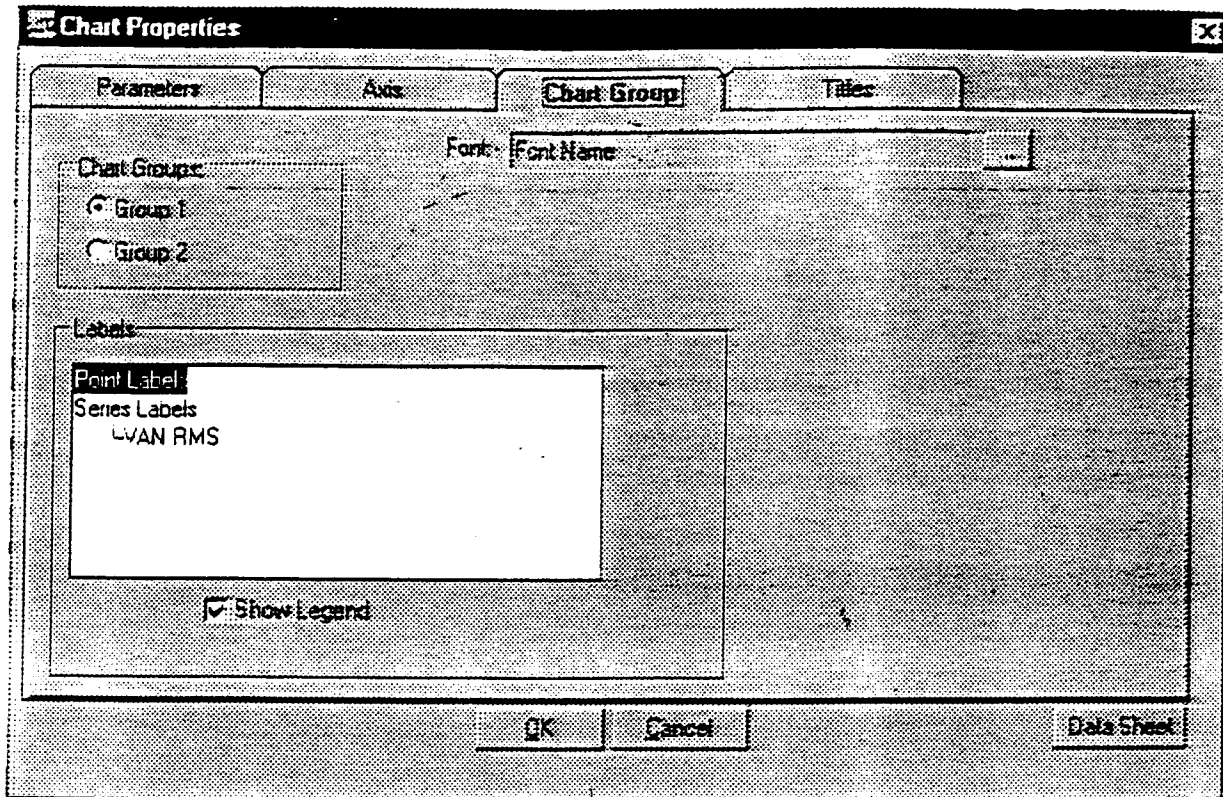 Chart Properties
Parameters
Axis
Chart Group
Titles
Font:
Font Name
...
Chart Groups:
Group 1
Group 2
Labels
Point Labels
Series Labels
VAN RMS
Show Legend
OK
Cancel
Data Sheet